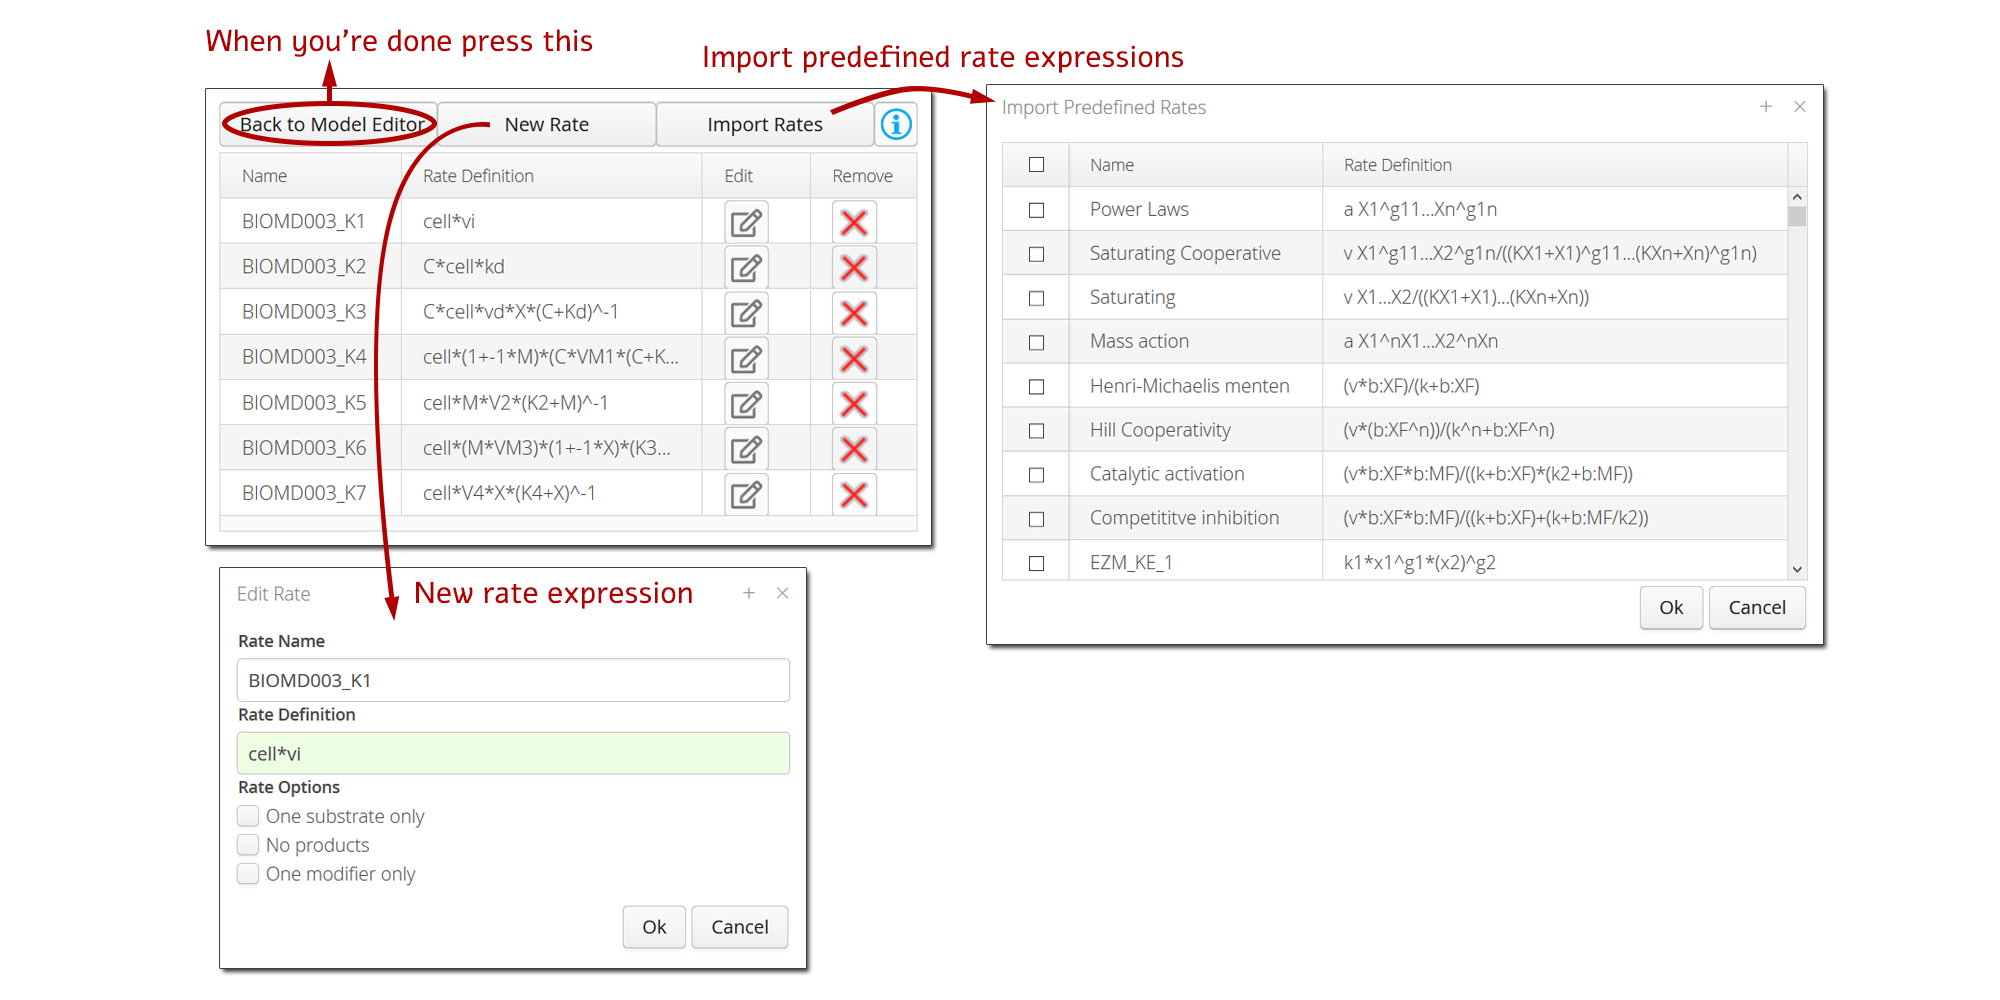 When you're done press this
Import predefined rate expressions
Back to Model Editor New Rate Import Rates
Name Rate Definition Edit Remove
BIOMD003_K1 cell*vi
BIOMD003_K2 C*cell*kd
BIOMD003_K3 C*cell*vd*X*(C+Kd)^-1
BIOMD003_K4 cell*(1+-1*M)*(C*VM1*(C+K...
BIOMD003_K5 cell*M*V2*(K2+M)^-1
BIOMD003_K6 cell*(M*VM3)*(1+-1*X)*(K3...
BIOMD003_K7 cell*V4*X*(K4+X)^-1
Import Predefined Rates
Name Rate Definition
Power Laws a X1^g11...Xn^g1n
Saturating Cooperative v X1^g11...X2^g1n/((KX1+X1)^g11...(KXn+Xn)^g1n)
Saturating v X1...X2/((KX1+X1)...(KXn+Xn))
Mass action a X1^nX1...X2^nXn
Henri-Michaelis menten (v*b:XF)/(k+b:XF)
Hill Cooperativity (v*(b:XF^n))/(k^n+b:XF^n)
Catalytic activation (v*b:XF*b:MF)/((k+b:XF)*(k2+b:MF))
Competititve inhibition (v*b:XF*b:MF)/((k+b:XF)+(k+b:MF/k2))
EZM_KE_1 k1*x1^g1*(x2)^g2
Ok Cancel
Edit Rate
New rate expression
Rate Name
BIOMD003_K1
Rate Definition
cell*vi
Rate Options
One substrate only
No products
One modifier only
Ok Cancel